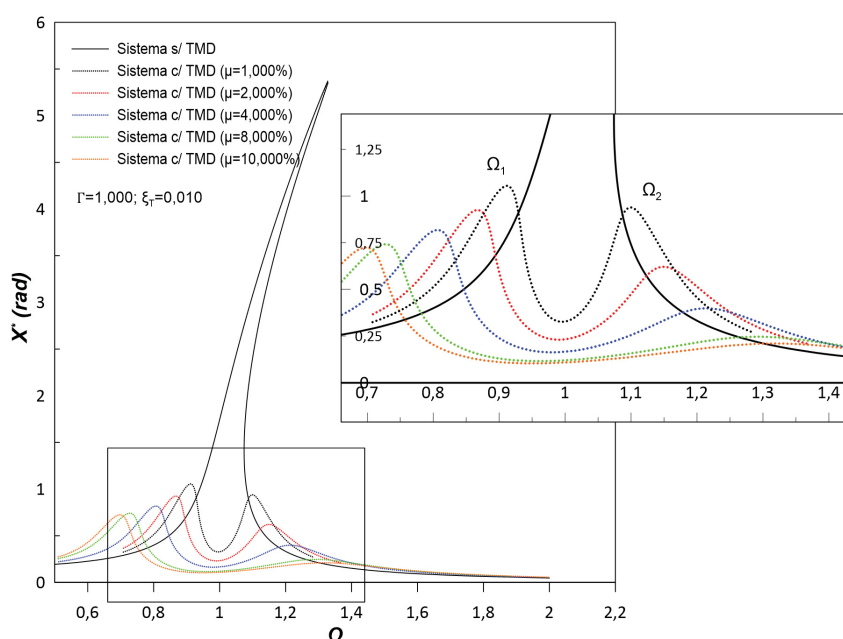 6
5
4
3
2
1
0
X* (rad)
Sistema s/ TMD
Sistema c/ TMD (µ=1,000%)
Sistema c/ TMD (µ=2,000%)
Sistema c/ TMD (µ=4,000%)
Sistema c/ TMD (µ=8,000%)
Sistema c/ TMD (µ=10,000%)
Γ=1,000; ξT=0,010
1,25
1
0,75
0,5
0,25
0
Ω₁
Ω₂
0,7 0,8 0,9 1 1,1 1,2 1,3 1,4
0,6 0,8 1 1,2 1,4 1,6 1,8 2 2,2
Ω